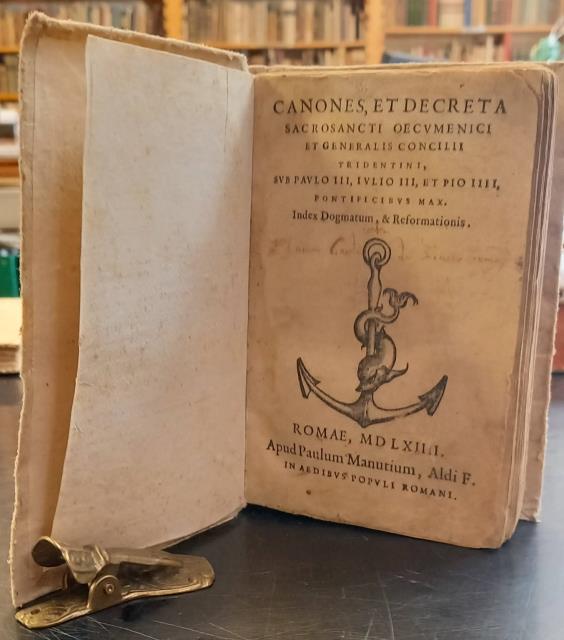 CANONES, ET DECRETA
SACROSANCTI OECVMENICI
ET GENERALIS CONCILII
TRIDENTINI,
SVB PAVLO III, IVLIO III, ET PIO IIII,
PONTIFICIBVS MAX.
Index Dogmatum, & Reformationis.
ROMAE, MDLXIIII.
Apud Paulum Manutium, Aldi F.
IN AEDIBVS POPVLI ROMANI.